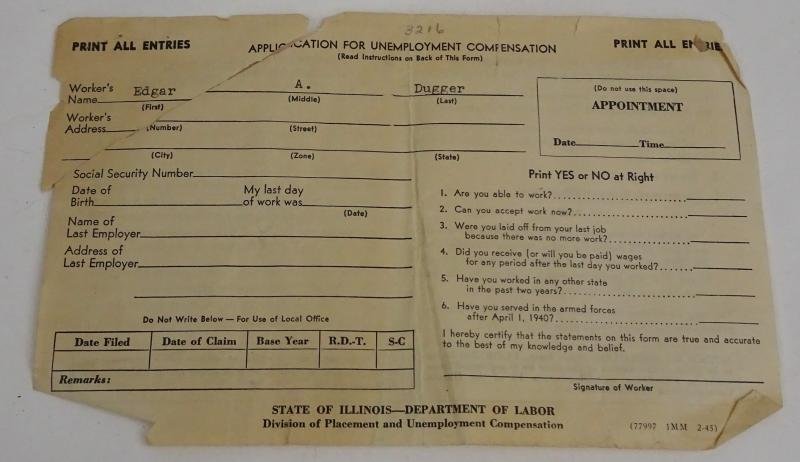 3216
PRINT ALL ENTRIES
APPLICATION FOR UNEMPLOYMENT COMPENSATION
PRINT ALL ENTRIE
(Read Instructions on Back of This Form)
Worker's
Name Edgar A. Dugger
(First) (Middle) (Last)
Worker's
Address
(Number) (Street)
(City) (Zone) (State)
Social Security Number
Date of My last day
Birth of work was
(Date)
Name of
Last Employer
Address of
Last Employer
Do Not Write Below — For Use of Local Office
Date Filed Date of Claim Base Year R.D.-T. S-C
Remarks:
(Do not use this space)
APPOINTMENT
Date Time
Print YES or NO at Right
1. Are you able to work?
2. Can you accept work now?
3. Were you laid off from your last job
because there was no more work?
4. Did you receive (or will you be paid) wages
for any period after the last day you worked?
5. Have you worked in any other state
in the past two years?
6. Have you served in the armed forces
after April 1, 1940?
I hereby certify that the statements on this form are true and accurate
to the best of my knowledge and belief.
Signature of Worker
STATE OF ILLINOIS—DEPARTMENT OF LABOR
Division of Placement and Unemployment Compensation
(77997 1MM 2-45)